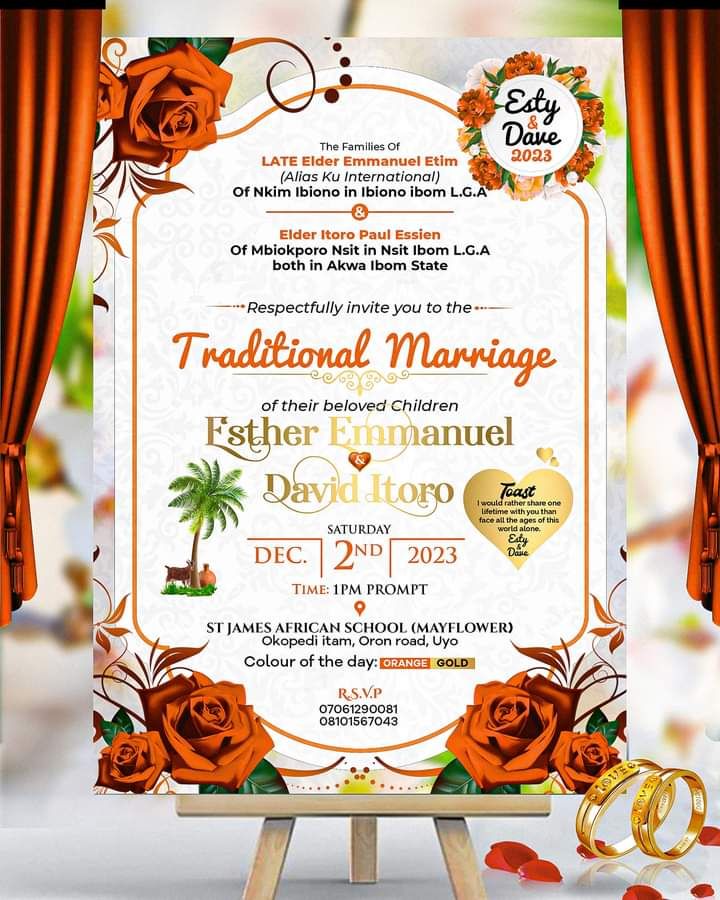 Esty
&
Dave
2023
The Families Of
LATE Elder Emmanuel Etim
(Alias Ku International)
Of Nkim Ibiono in Ibiono ibom L.G.A
&
Elder Itoro Paul Essien
Of Mbiokporo Nsit in Nsit Ibom L.G.A
both in Akwa Ibom State
Respectfully invite you to the
Traditional Marriage
of their beloved Children
Esther Emmanuel
&
David Itoro
Toast
I would rather share one
lifetime with you than
face all the ages of this
world alone.
Esty
&
Dave
SATURDAY
DEC. 2ND 2023
TIME: 1PM PROMPT
ST JAMES AFRICAN SCHOOL (MAYFLOWER)
Okopedi itam, Oron road, Uyo
Colour of the day: ORANGE GOLD
R.S.V.P
07061290081
08101567043
LOVE
LOVE